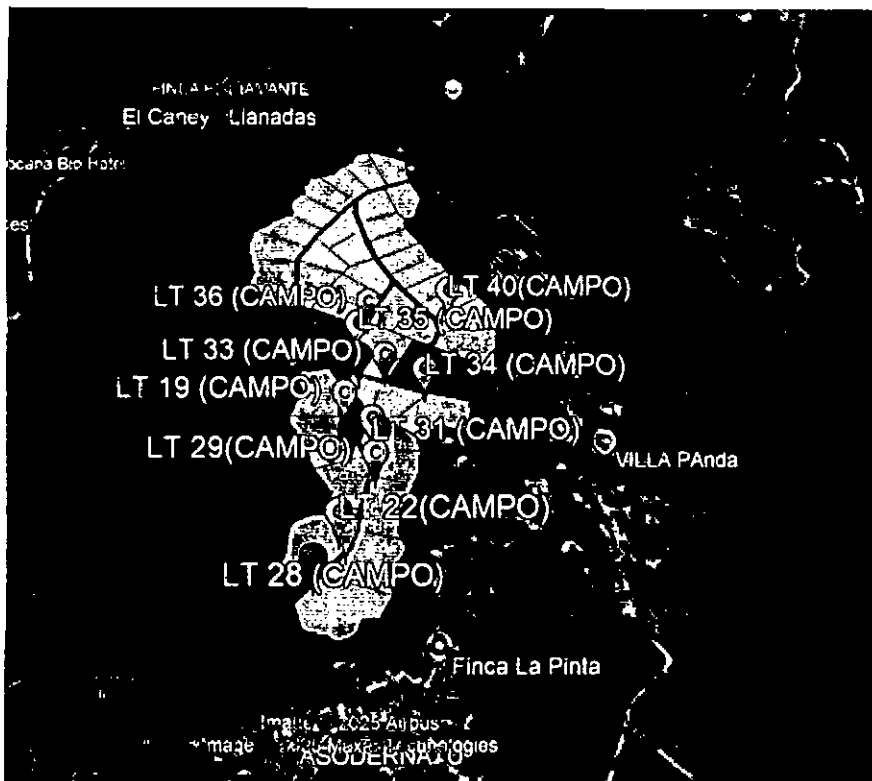 El Caney Llanadas
LT 36 (CAMPO)
LT 40(CAMPO)
LT 35 (CAMPO)
LT 33 (CAMPO)
LT 34 (CAMPO)
LT 19 (CAMPO)
LT 31 (CAMPO)
LT 29(CAMPO)
VILLA PAnda
LT 22(CAMPO)
LT 28 (CAMPO)
Finca La Pinta